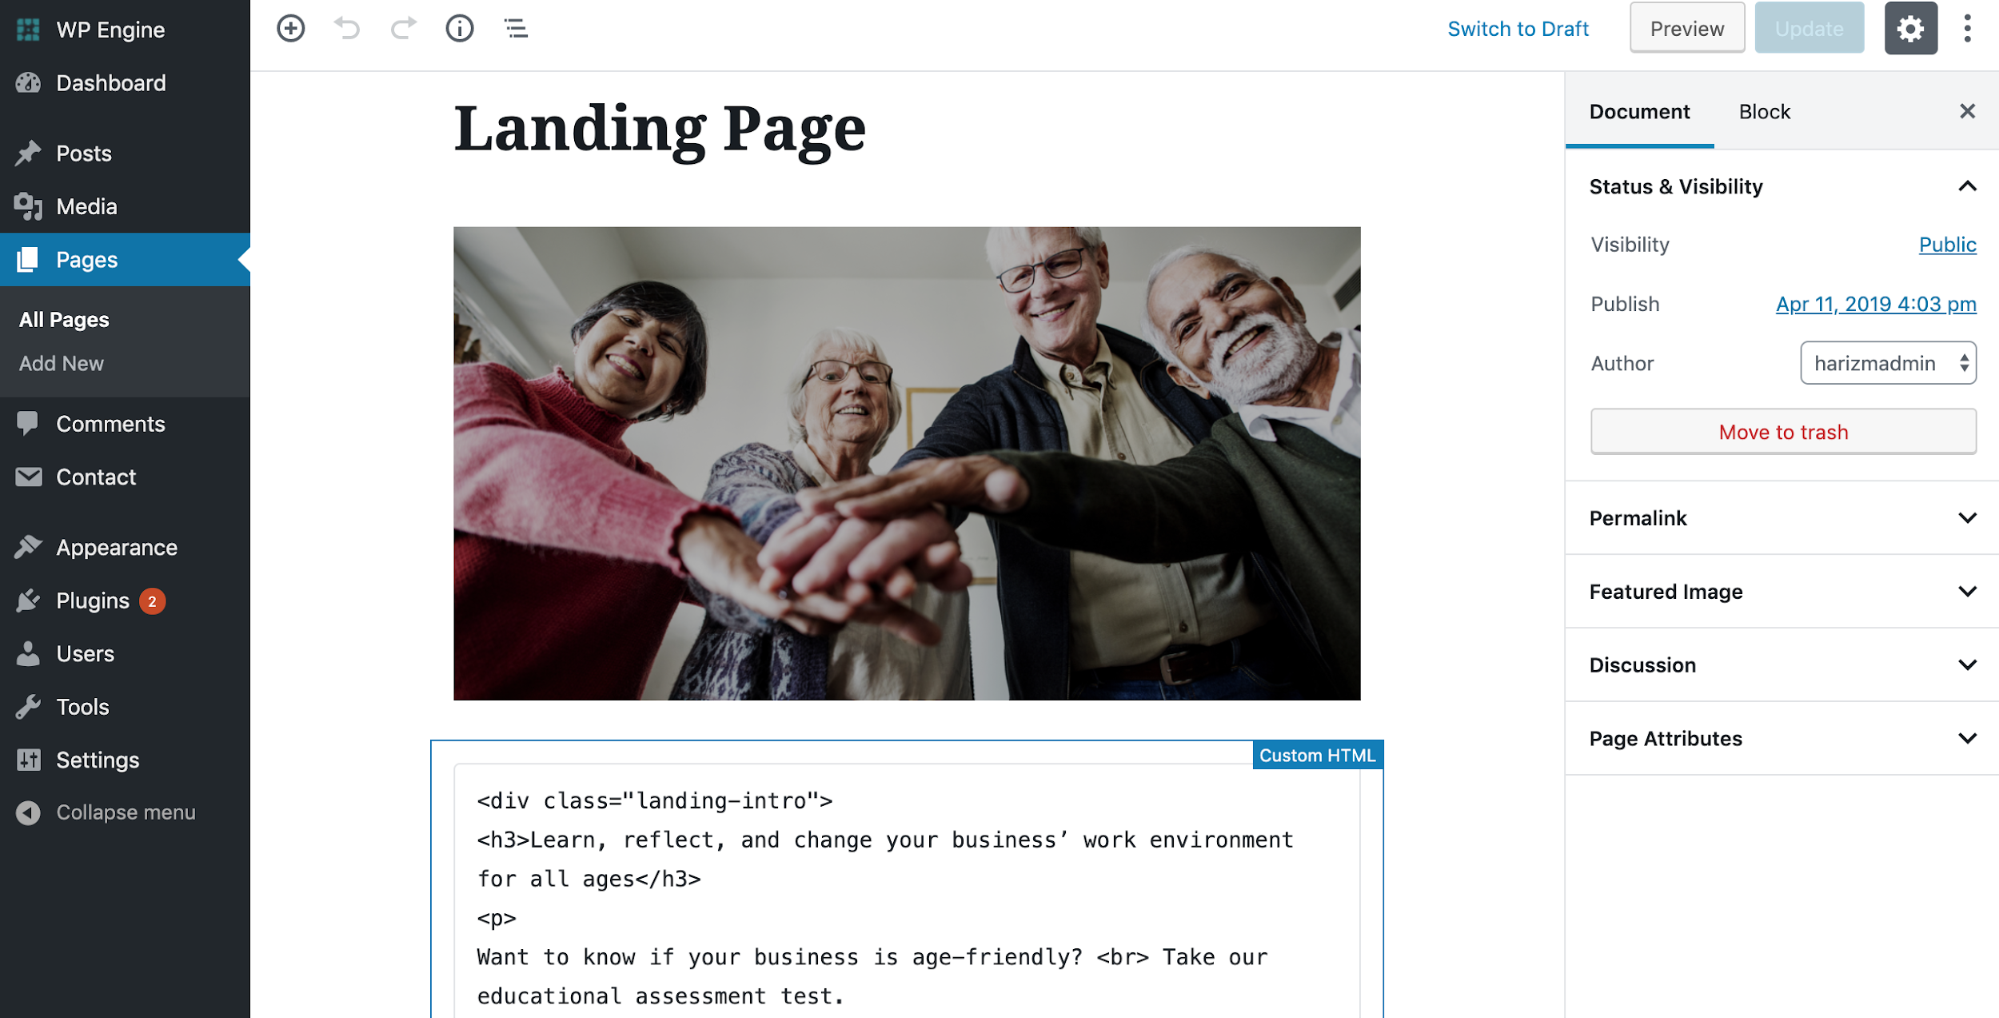 WP Engine
Dashboard
Posts
Media
Pages
All Pages
Add New
Comments
Contact
Appearance
Plugins 2
Users
Tools
Settings
Collapse menu
Switch to Draft
Preview
Update
Landing Page
Custom HTML
<div class="landing-intro">
<h3>Learn, reflect, and change your business’ work environment
for all ages</h3>
<p>
Want to know if your business is age-friendly? <br> Take our
educational assessment test.
Document
Block
Status & Visibility
Visibility
Public
Publish
Apr 11, 2019 4:03 pm
Author
harizmadmin
Move to trash
Permalink
Featured Image
Discussion
Page Attributes